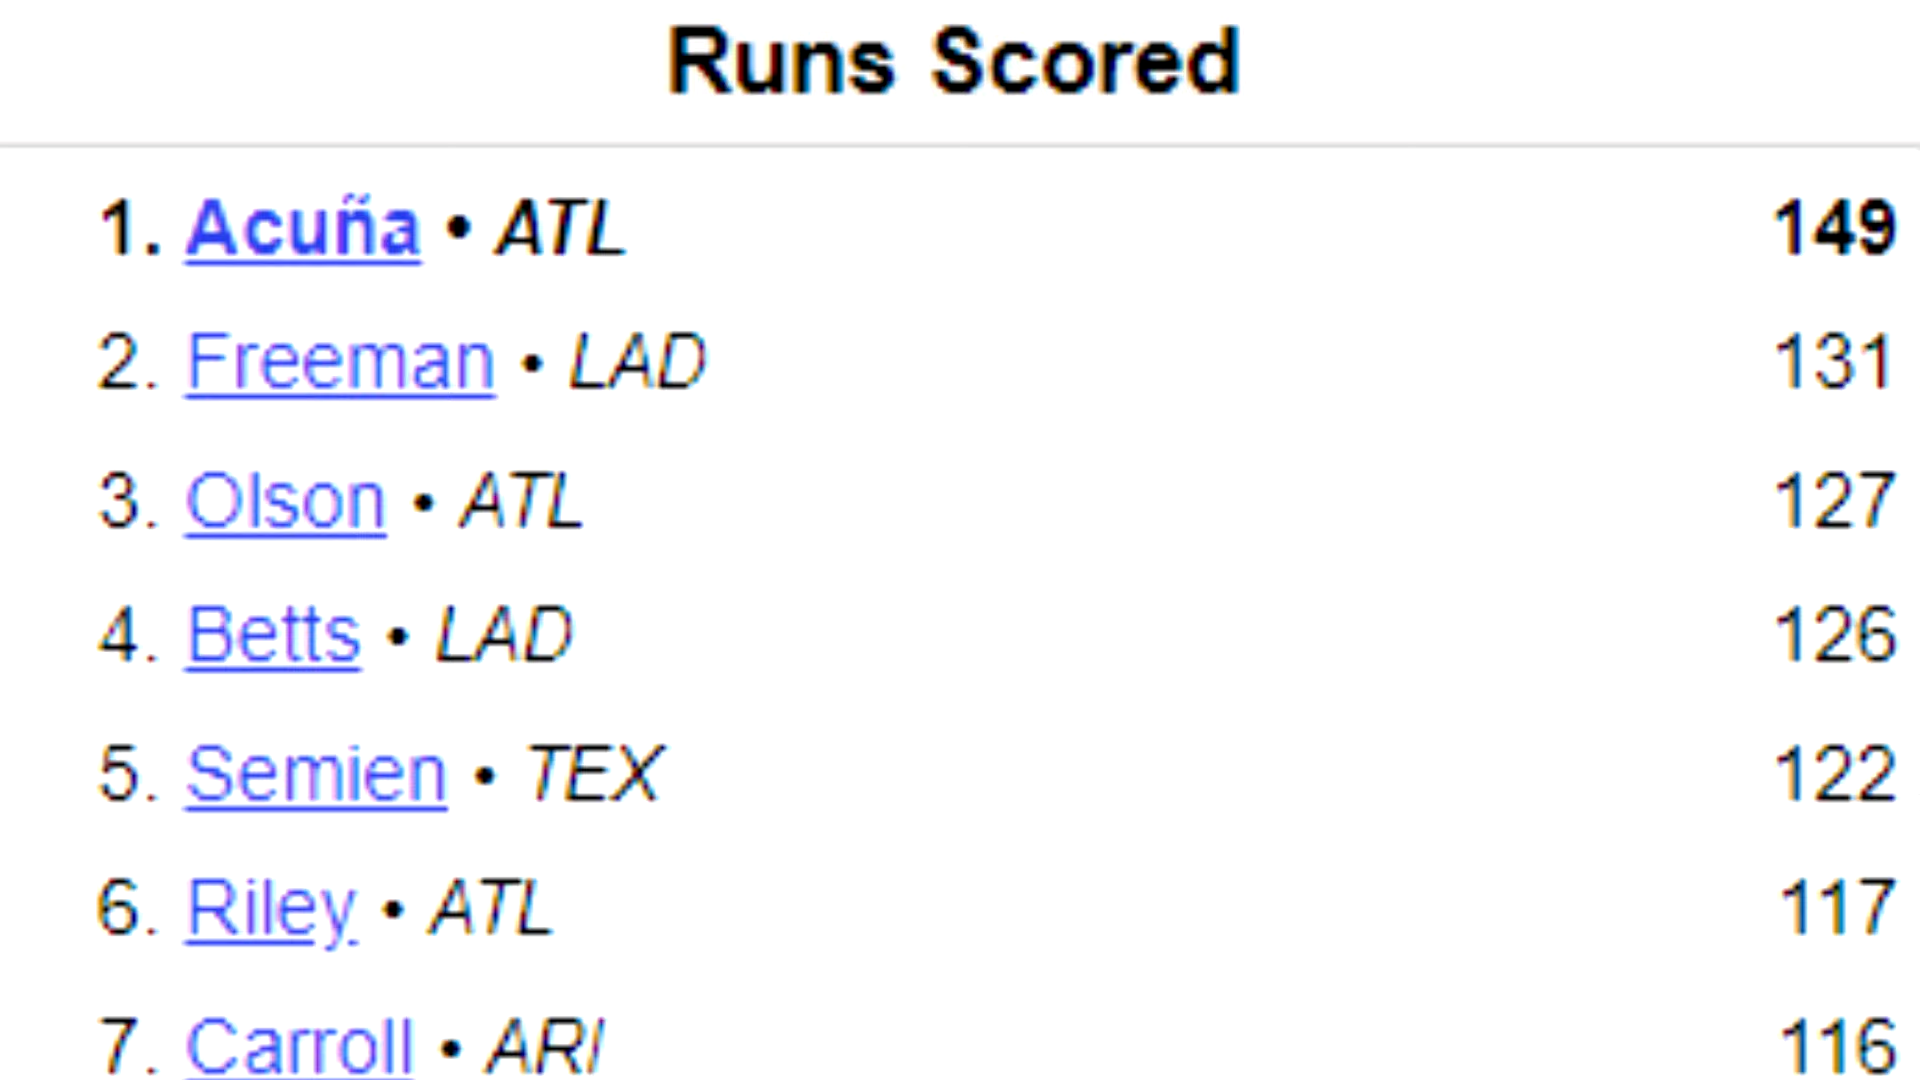 Runs Scored
1. Acuña • ATL 149
2. Freeman • LAD 131
3. Olson • ATL 127
4. Betts • LAD 126
5. Semien • TEX 122
6. Riley • ATL 117
7. Carroll • ARI 116